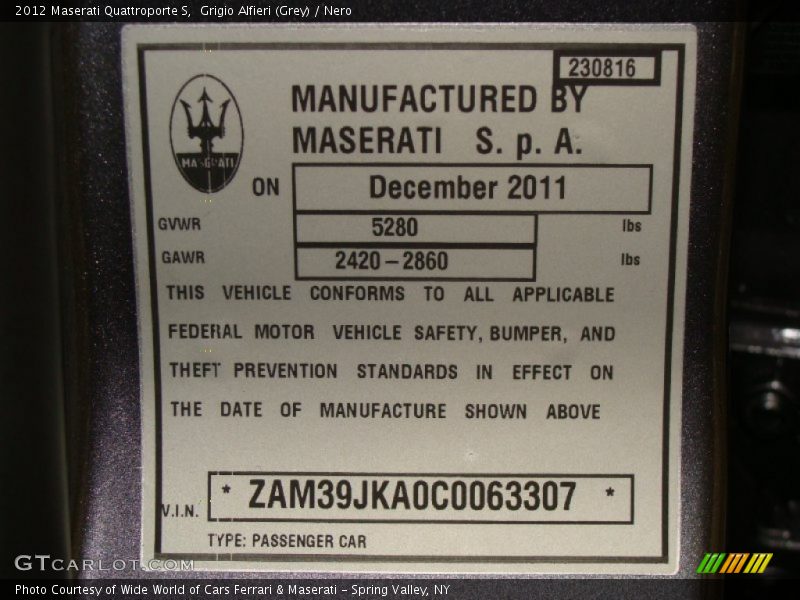 2012 Maserati Quattroporte S, Grigio Alfieri (Grey) / Nero
230816
MANUFACTURED BY
MASERATI S. p. A.
MASERATI
ON December 2011
GVWR 5280 lbs
GAWR 2420-2860 lbs
THIS VEHICLE CONFORMS TO ALL APPLICABLE
FEDERAL MOTOR VEHICLE SAFETY, BUMPER, AND
THEFT PREVENTION STANDARDS IN EFFECT ON
THE DATE OF MANUFACTURE SHOWN ABOVE
V.I.N. * ZAM39JKA0C0063307 *
TYPE: PASSENGER CAR
GTCARLOT.COM
Photo Courtesy of Wide World of Cars Ferrari & Maserati - Spring Valley, NY